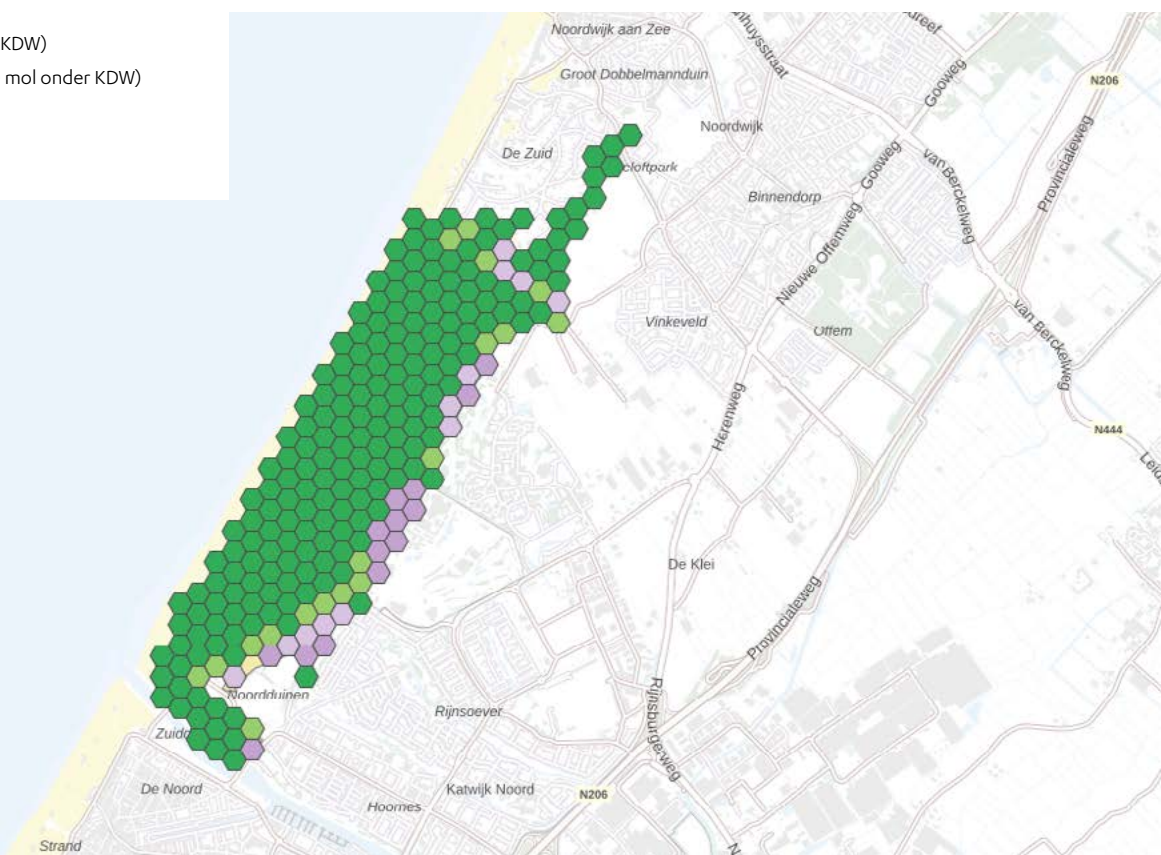 KDW)
mol onder KDW)
Noordwijk aan Zee
Groot Dobbelmannduin
Gooweg
N206
Noordwijk
De Zuid
cloftpark
Provincialeweg
van Berckelweg
Gooweg
Binnendorp
Nieuwe Offemweg
Vinkeveld
Offem
van Berckelweg
Herenweg
N444
De Klei
Provincialeweg
Noordduinen
Rijnsoever
Rijnsburgerweg
De Noord
Katwijk Noord
N206
Hoornes
Strand